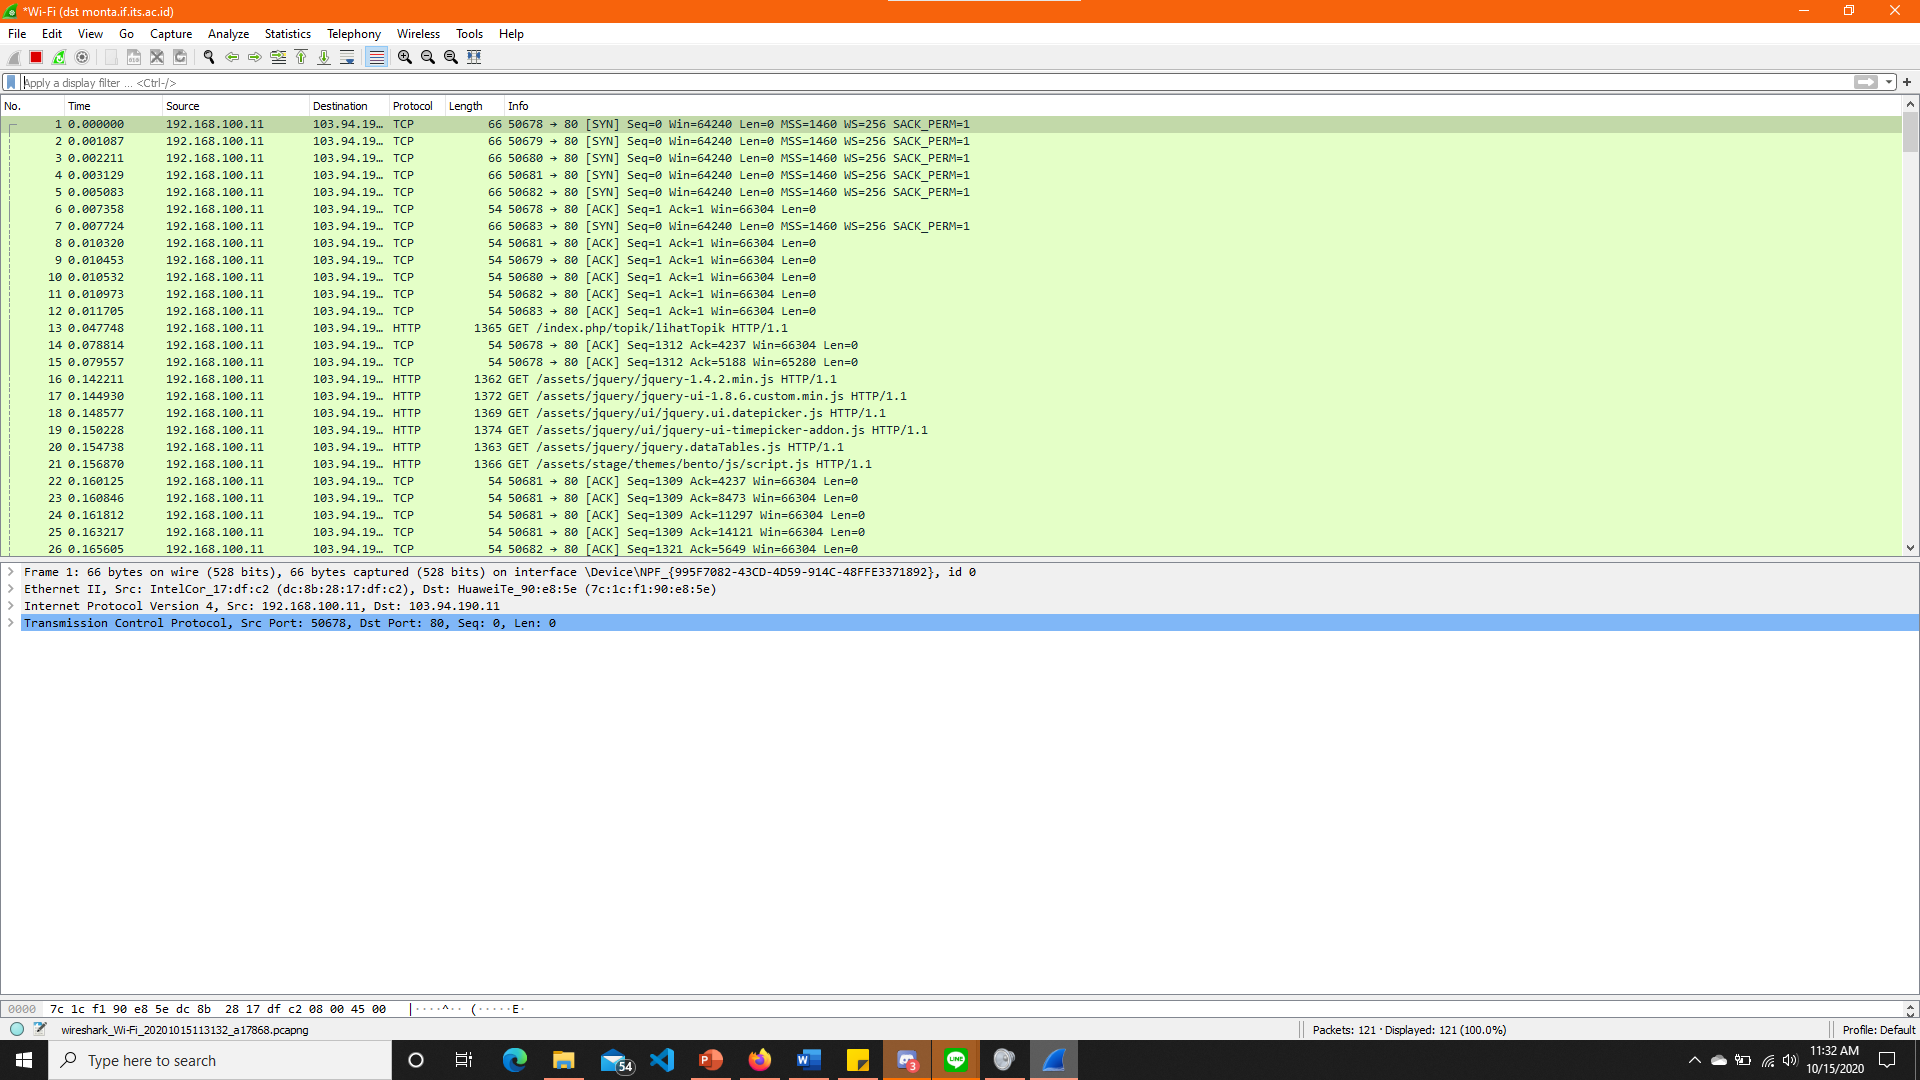 *Wi-Fi (dst monta.if.its.ac.id)
File Edit View Go Capture Analyze Statistics Telephony Wireless Tools Help
Apply a display filter ... <Ctrl-/>
No. Time Source Destination Protocol Length Info
1 0.000000 192.168.100.11 103.94.19… TCP 66 50678 → 80 [SYN] Seq=0 Win=64240 Len=0 MSS=1460 WS=256 SACK_PERM=1
2 0.001087 192.168.100.11 103.94.19… TCP 66 50679 → 80 [SYN] Seq=0 Win=64240 Len=0 MSS=1460 WS=256 SACK_PERM=1
3 0.002211 192.168.100.11 103.94.19… TCP 66 50680 → 80 [SYN] Seq=0 Win=64240 Len=0 MSS=1460 WS=256 SACK_PERM=1
4 0.003129 192.168.100.11 103.94.19… TCP 66 50681 → 80 [SYN] Seq=0 Win=64240 Len=0 MSS=1460 WS=256 SACK_PERM=1
5 0.005083 192.168.100.11 103.94.19… TCP 66 50682 → 80 [SYN] Seq=0 Win=64240 Len=0 MSS=1460 WS=256 SACK_PERM=1
6 0.007358 192.168.100.11 103.94.19… TCP 54 50678 → 80 [ACK] Seq=1 Ack=1 Win=66304 Len=0
7 0.007724 192.168.100.11 103.94.19… TCP 66 50683 → 80 [SYN] Seq=0 Win=64240 Len=0 MSS=1460 WS=256 SACK_PERM=1
8 0.010320 192.168.100.11 103.94.19… TCP 54 50681 → 80 [ACK] Seq=1 Ack=1 Win=66304 Len=0
9 0.010453 192.168.100.11 103.94.19… TCP 54 50679 → 80 [ACK] Seq=1 Ack=1 Win=66304 Len=0
10 0.010532 192.168.100.11 103.94.19… TCP 54 50680 → 80 [ACK] Seq=1 Ack=1 Win=66304 Len=0
11 0.010973 192.168.100.11 103.94.19… TCP 54 50682 → 80 [ACK] Seq=1 Ack=1 Win=66304 Len=0
12 0.011705 192.168.100.11 103.94.19… TCP 54 50683 → 80 [ACK] Seq=1 Ack=1 Win=66304 Len=0
13 0.047748 192.168.100.11 103.94.19… HTTP 1365 GET /index.php/topik/lihatTopik HTTP/1.1
14 0.078814 192.168.100.11 103.94.19… TCP 54 50678 → 80 [ACK] Seq=1312 Ack=4237 Win=66304 Len=0
15 0.079557 192.168.100.11 103.94.19… TCP 54 50678 → 80 [ACK] Seq=1312 Ack=5188 Win=65280 Len=0
16 0.142211 192.168.100.11 103.94.19… HTTP 1362 GET /assets/jquery/jquery-1.4.2.min.js HTTP/1.1
17 0.144930 192.168.100.11 103.94.19… HTTP 1372 GET /assets/jquery/jquery-ui-1.8.6.custom.min.js HTTP/1.1
18 0.148577 192.168.100.11 103.94.19… HTTP 1369 GET /assets/jquery/ui/jquery.ui.datepicker.js HTTP/1.1
19 0.150228 192.168.100.11 103.94.19… HTTP 1374 GET /assets/jquery/ui/jquery-ui-timepicker-addon.js HTTP/1.1
20 0.154738 192.168.100.11 103.94.19… HTTP 1363 GET /assets/jquery/jquery.dataTables.js HTTP/1.1
21 0.156870 192.168.100.11 103.94.19… HTTP 1366 GET /assets/stage/themes/bento/js/script.js HTTP/1.1
22 0.160125 192.168.100.11 103.94.19… TCP 54 50681 → 80 [ACK] Seq=1309 Ack=4237 Win=66304 Len=0
23 0.160846 192.168.100.11 103.94.19… TCP 54 50681 → 80 [ACK] Seq=1309 Ack=8473 Win=66304 Len=0
24 0.161812 192.168.100.11 103.94.19… TCP 54 50681 → 80 [ACK] Seq=1309 Ack=11297 Win=66304 Len=0
25 0.163217 192.168.100.11 103.94.19… TCP 54 50681 → 80 [ACK] Seq=1309 Ack=14121 Win=66304 Len=0
26 0.165605 192.168.100.11 103.94.19… TCP 54 50682 → 80 [ACK] Seq=1321 Ack=5649 Win=66304 Len=0
Frame 1: 66 bytes on wire (528 bits), 66 bytes captured (528 bits) on interface \Device\NPF_{995F7082-43CD-4D59-914C-48FFE3371892}, id 0
Ethernet II, Src: IntelCor_17:df:c2 (dc:8b:28:17:df:c2), Dst: HuaweiTe_90:e8:5e (7c:1c:f1:90:e8:5e)
Internet Protocol Version 4, Src: 192.168.100.11, Dst: 103.94.190.11
Transmission Control Protocol, Src Port: 50678, Dst Port: 80, Seq: 0, Len: 0
0000 7c 1c f1 90 e8 5e dc 8b 28 17 df c2 08 00 45 00 |····^·· (·····E·
wireshark_Wi-Fi_20201015113132_a17868.pcapng Packets: 121 · Displayed: 121 (100.0%) Profile: Default
Type here to search 54 3 11:32 AM
10/15/2020